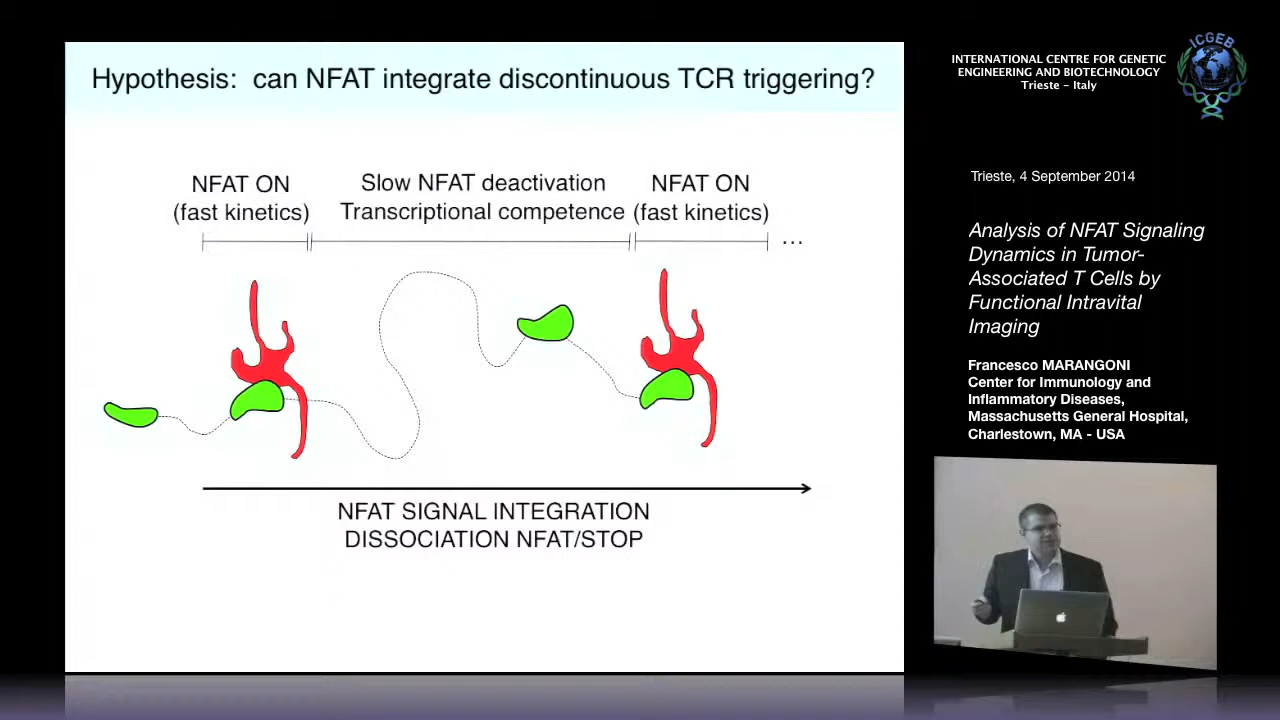 Hypothesis: can NFAT integrate discontinuous TCR triggering?
NFAT ON
(fast kinetics)
Slow NFAT deactivation
Transcriptional competence
NFAT ON
(fast kinetics)
...
NFAT SIGNAL INTEGRATION
DISSOCIATION NFAT/STOP
INTERNATIONAL CENTRE FOR GENETIC
ENGINEERING AND BIOTECHNOLOGY
Trieste - Italy
ICGEB
Trieste, 4 September 2014
Analysis of NFAT Signaling
Dynamics in Tumor-
Associated T Cells by
Functional Intravital
Imaging
Francesco MARANGONI
Center for Immunology and
Inflammatory Diseases,
Massachusetts General Hospital,
Charlestown, MA - USA